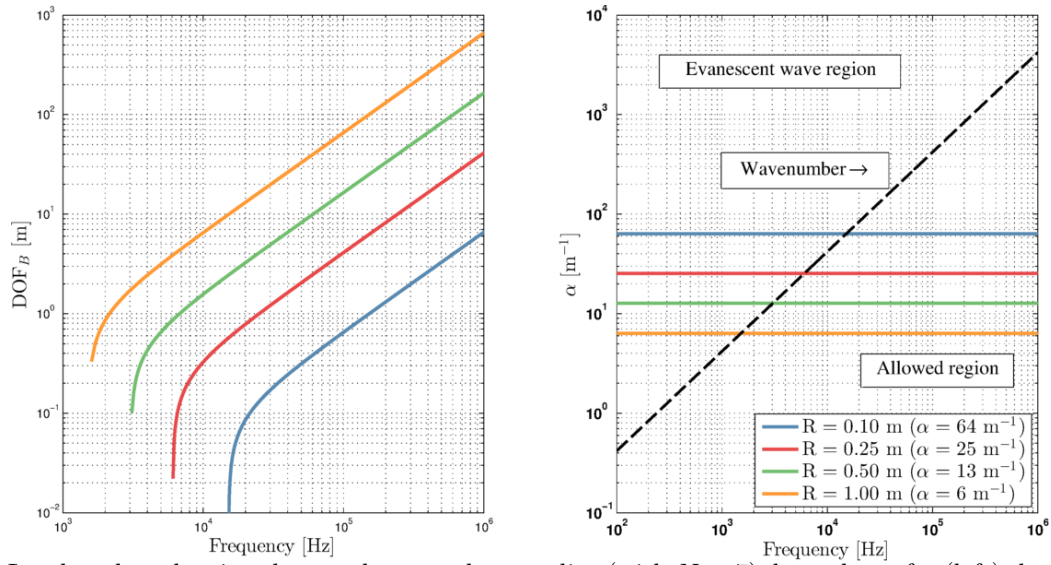 10³
10²
10¹
10⁰
10⁻¹
10⁻²
DOF_B [m]
10³ 10⁴ 10⁵ 10⁶
Frequency [Hz]
10⁴
10³
10²
10¹
10⁰
10⁻¹
α [m⁻¹]
Evanescent wave region
Wavenumber→
Allowed region
R = 0.10 m (α = 64 m⁻¹)
R = 0.25 m (α = 25 m⁻¹)
R = 0.50 m (α = 13 m⁻¹)
R = 1.00 m (α = 6 m⁻¹)
10² 10³ 10⁴ 10⁵ 10⁶
Frequency [Hz]